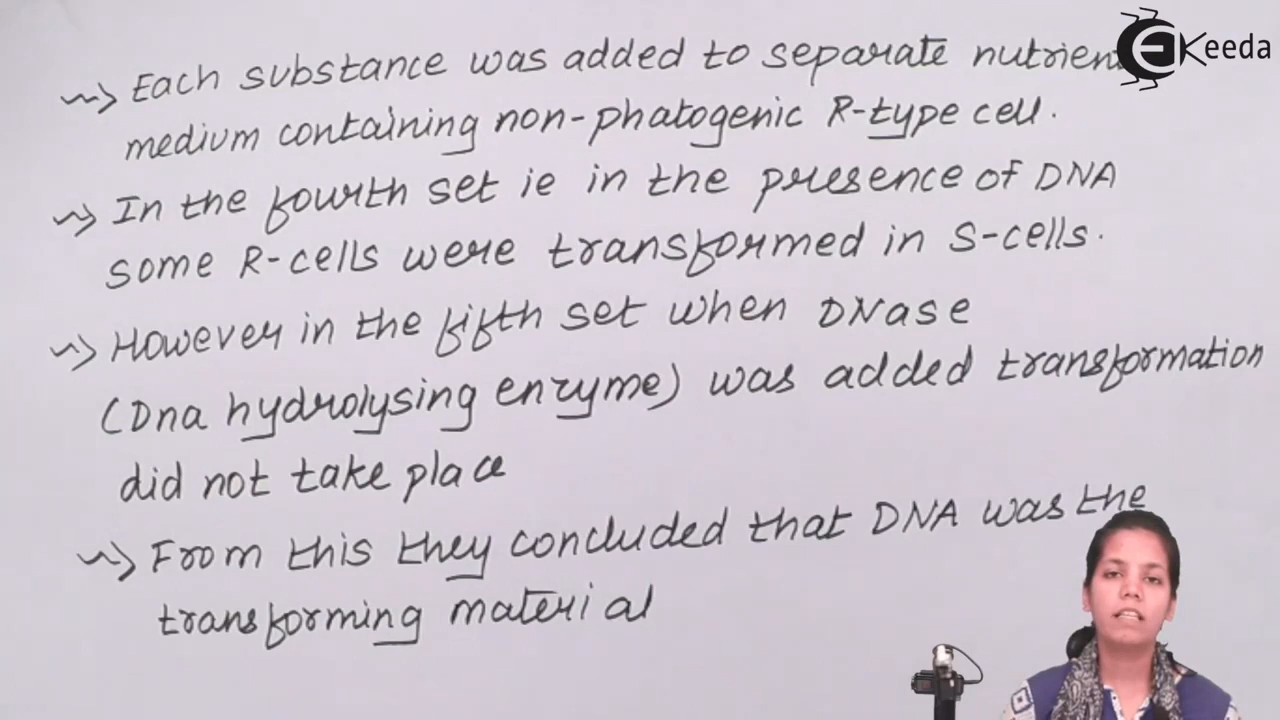 Each substance was added to separate nutrient
medium containing non-phatogenic R-type cell.
In the fourth set ie in the presence of DNA
some R-cells were transformed in S-cells.
However in the fifth set when DNase
(Dna hydrolysing enzyme) was added transformation
did not take place
From this they concluded that DNA was the
transforming material
EKeeda